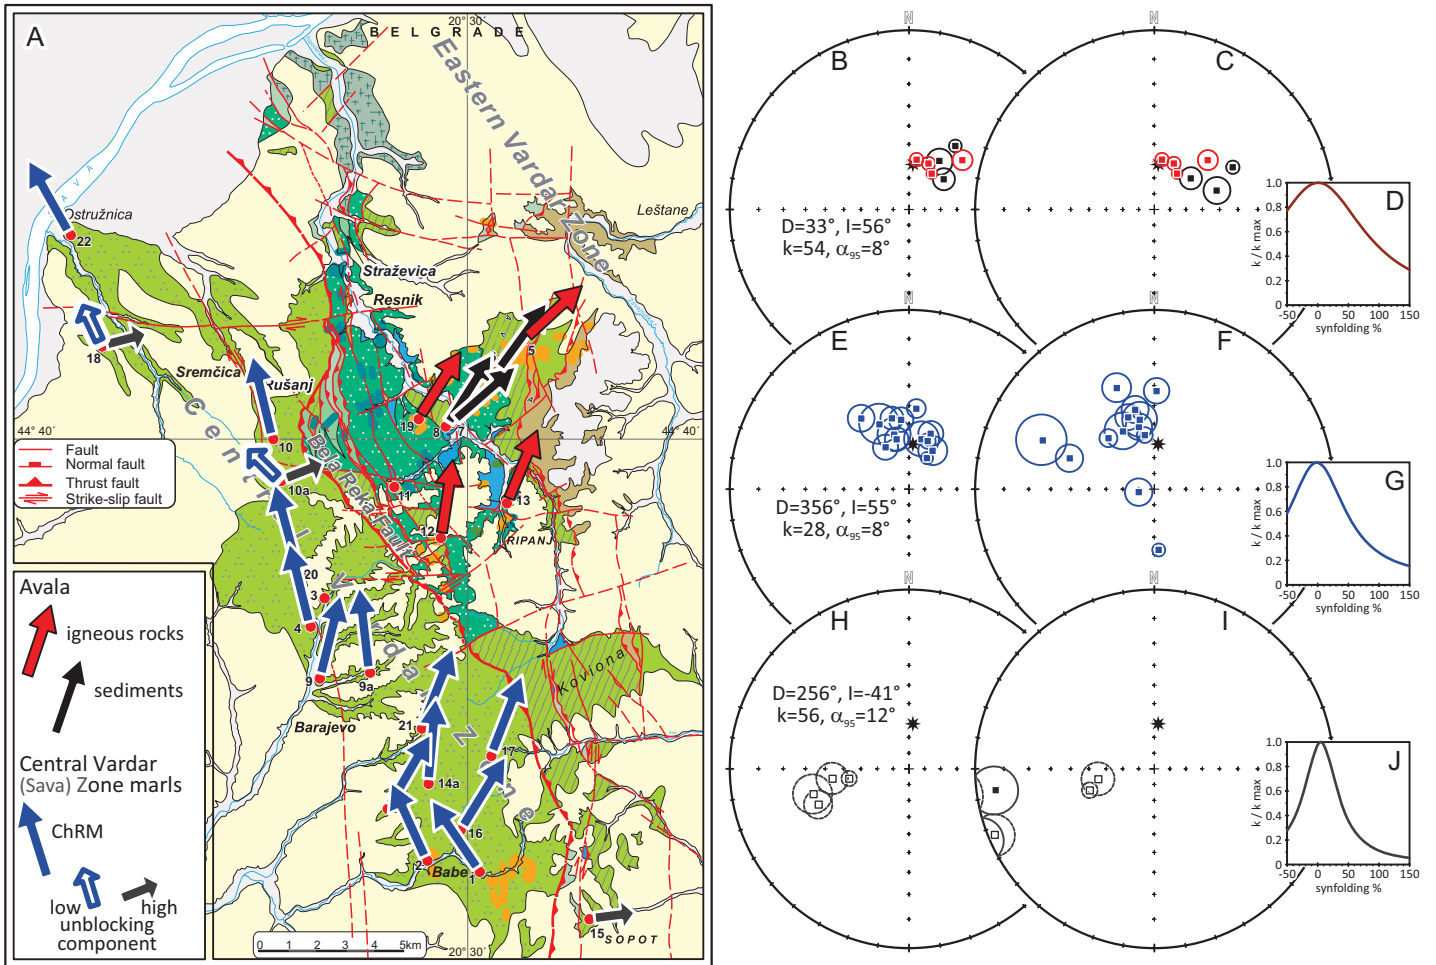 A
20° 30´
BELGRADE
Eastern Vardar Zone
SAVA
Ostružnica
22
Leštane
Straževica
Resnik
18
5
Sremčica
Rušanj
19
8
7
44° 40´
10
Fault
Normal fault
Thrust fault
Strike-slip fault
10a
Bela Reka Fault
11
13
12
RIPANJ
Central Vardar Zone
20
3
4
9
9a
Koviona
Barajevo
21
17
14a
16
2
Babe
1
15
SOPOT
0 1 2 3 4 5km
20° 30´
Avala
igneous rocks
sediments
Central Vardar
(Sava) Zone marls
ChRM
low
high
unblocking
component
N
B
D=33°, I=56°
k=54, α95=8°
N
C
D
k / k max
1.0
0.8
0.6
0.4
0.2
0
-50 0 50 100 150
synfolding %
N
E
D=356°, I=55°
k=28, α95=8°
N
F
G
k / k max
1.0
0.8
0.6
0.4
0.2
0
-50 0 50 100 150
synfolding %
N
H
D=256°, I=-41°
k=56, α95=12°
N
I
J
k / k max
1.0
0.8
0.6
0.4
0.2
0
-50 0 50 100 150
synfolding %